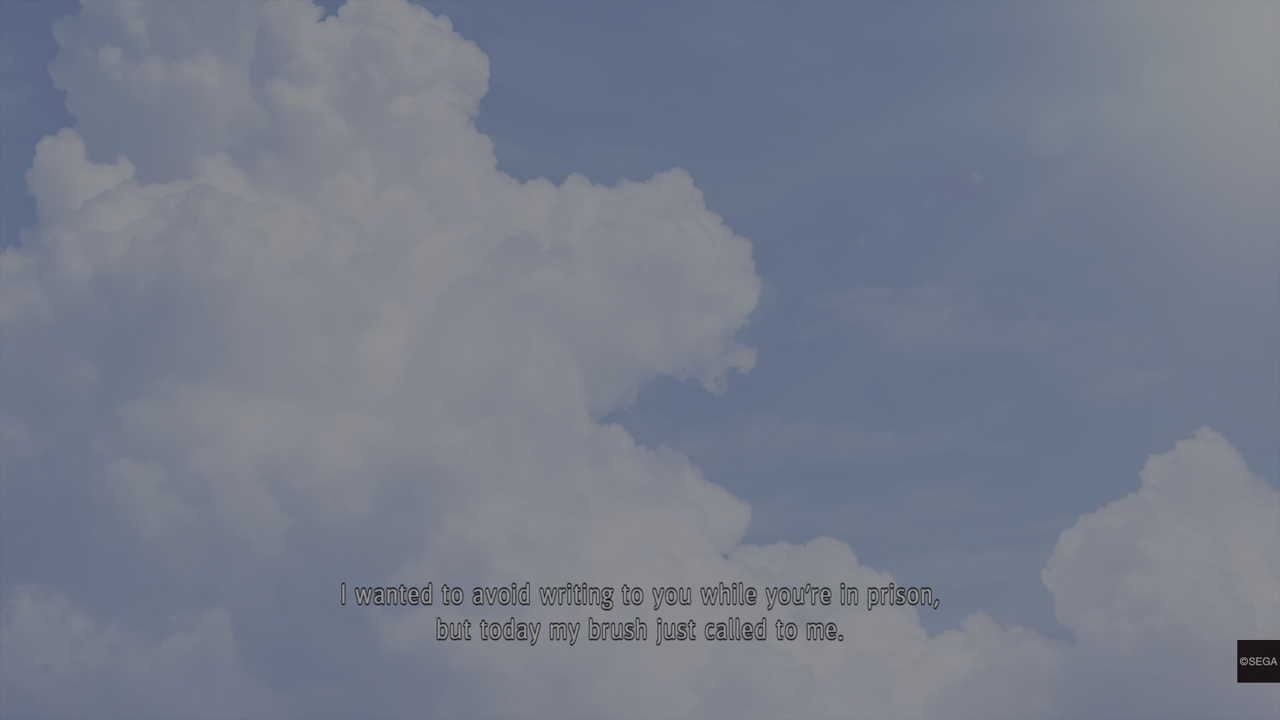 I wanted to avoid writing to you while you're in prison,
but today my brush just called to me.
©SEGA